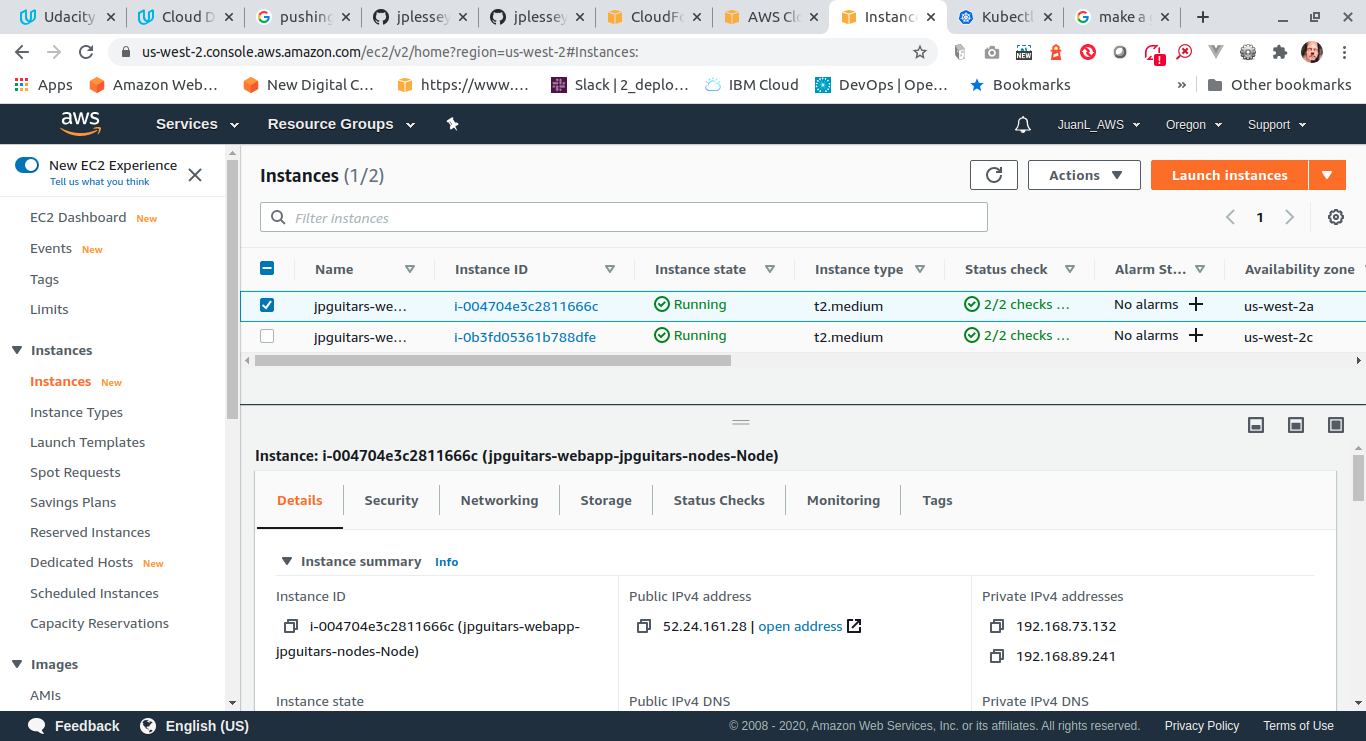 Udacity
Cloud D
pushing
jplessey
jplessey
CloudFo
AWS Clo
Instance
Kubectl
make a g
us-west-2.console.aws.amazon.com/ec2/v2/home?region=us-west-2#Instances:
NEW
Apps
Amazon Web…
New Digital C…
https://www.…
Slack | 2_deplo…
IBM Cloud
DevOps | Ope…
Bookmarks
»
Other bookmarks
aws
Services
Resource Groups
JuanL_AWS
Oregon
Support
New EC2 Experience
Tell us what you think
EC2 Dashboard New
Events New
Tags
Limits
Instances
Instances New
Instance Types
Launch Templates
Spot Requests
Savings Plans
Reserved Instances
Dedicated Hosts New
Scheduled Instances
Capacity Reservations
Images
AMIs
Instances (1/2)
Actions
Launch instances
Filter instances
1
Name
Instance ID
Instance state
Instance type
Status check
Alarm St…
Availability zone
jpguitars-we… i-004704e3c2811666c Running t2.medium 2/2 checks … No alarms us-west-2a
jpguitars-we… i-0b3fd05361b788dfe Running t2.medium 2/2 checks … No alarms us-west-2c
Instance: i-004704e3c2811666c (jpguitars-webapp-jpguitars-nodes-Node)
Details
Security
Networking
Storage
Status Checks
Monitoring
Tags
Instance summary Info
Instance ID
i-004704e3c2811666c (jpguitars-webapp-
jpguitars-nodes-Node)
Public IPv4 address
52.24.161.28 | open address
Private IPv4 addresses
192.168.73.132
192.168.89.241
Instance state
Public IPv4 DNS
Private IPv4 DNS
Feedback
English (US)
© 2008 - 2020, Amazon Web Services, Inc. or its affiliates. All rights reserved.
Privacy Policy
Terms of Use